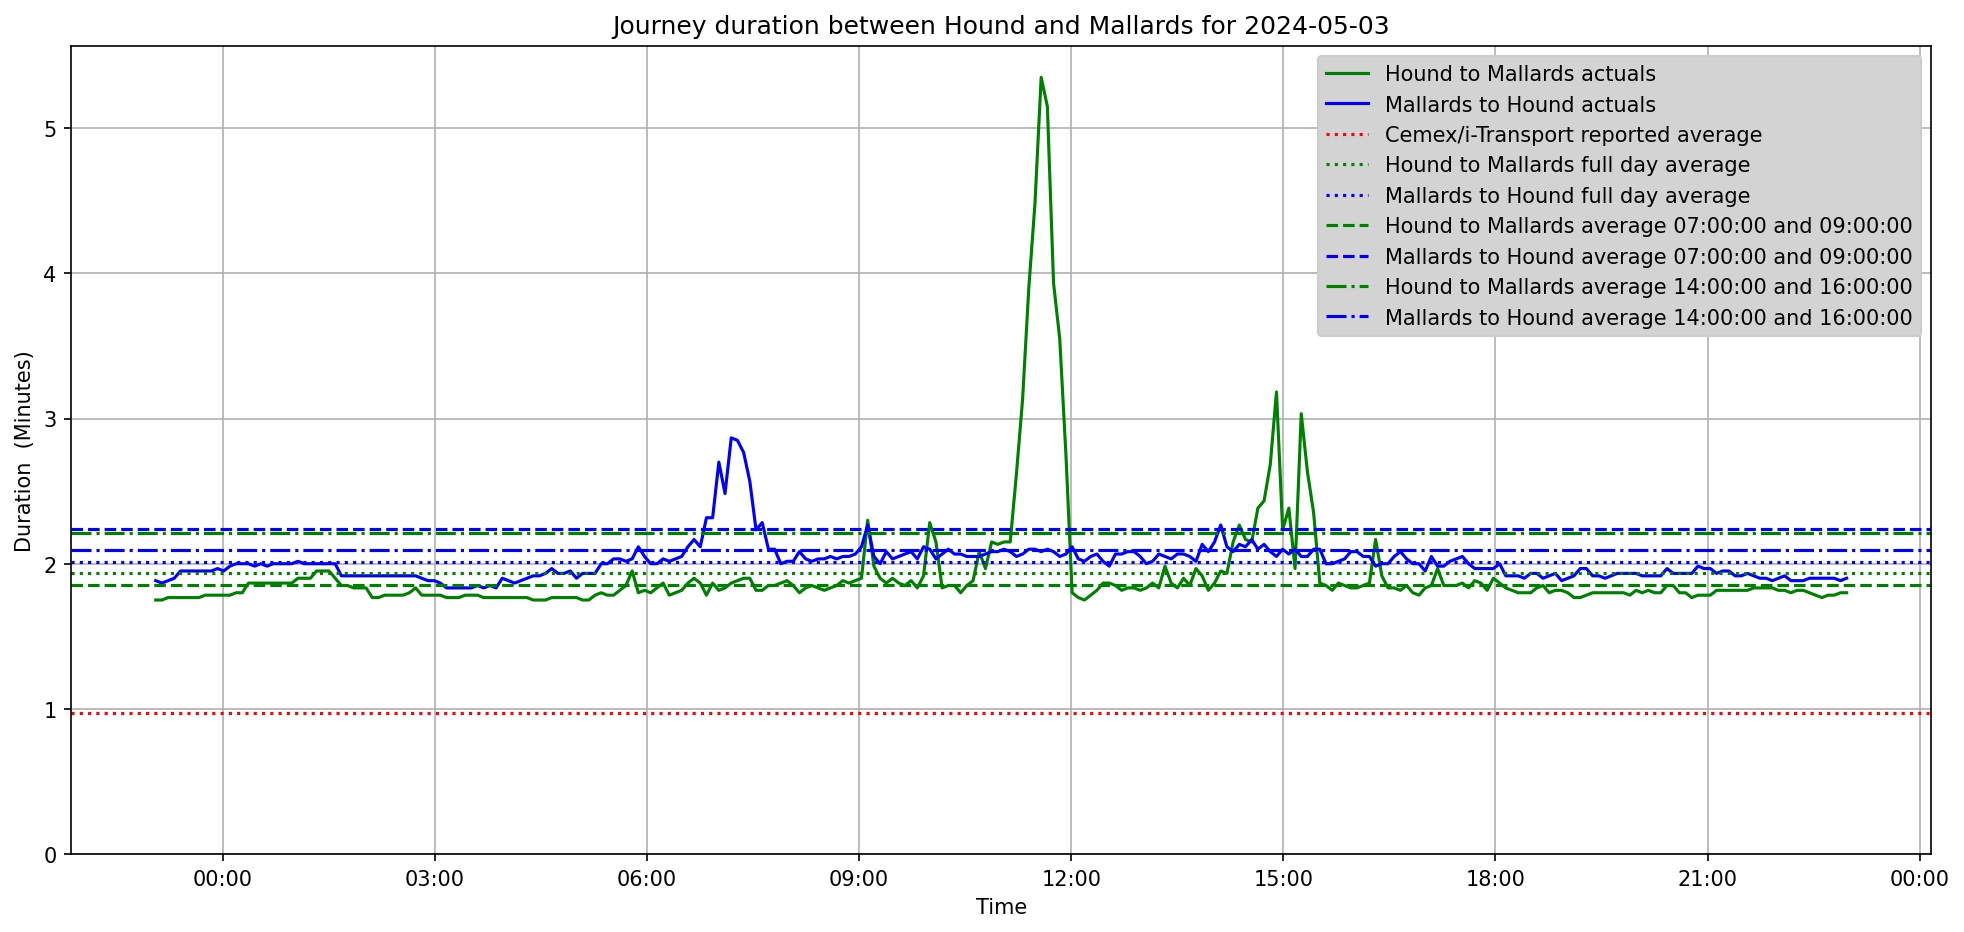 Journey duration between Hound and Mallards for 2024-05-03
Hound to Mallards actuals
Mallards to Hound actuals
Cemex/i-Transport reported average
Hound to Mallards full day average
Mallards to Hound full day average
Hound to Mallards average 07:00:00 and 09:00:00
Mallards to Hound average 07:00:00 and 09:00:00
Hound to Mallards average 14:00:00 and 16:00:00
Mallards to Hound average 14:00:00 and 16:00:00
Duration  (Minutes)
5
4
3
2
1
0
00:00 03:00 06:00 09:00 12:00 15:00 18:00 21:00 00:00
Time